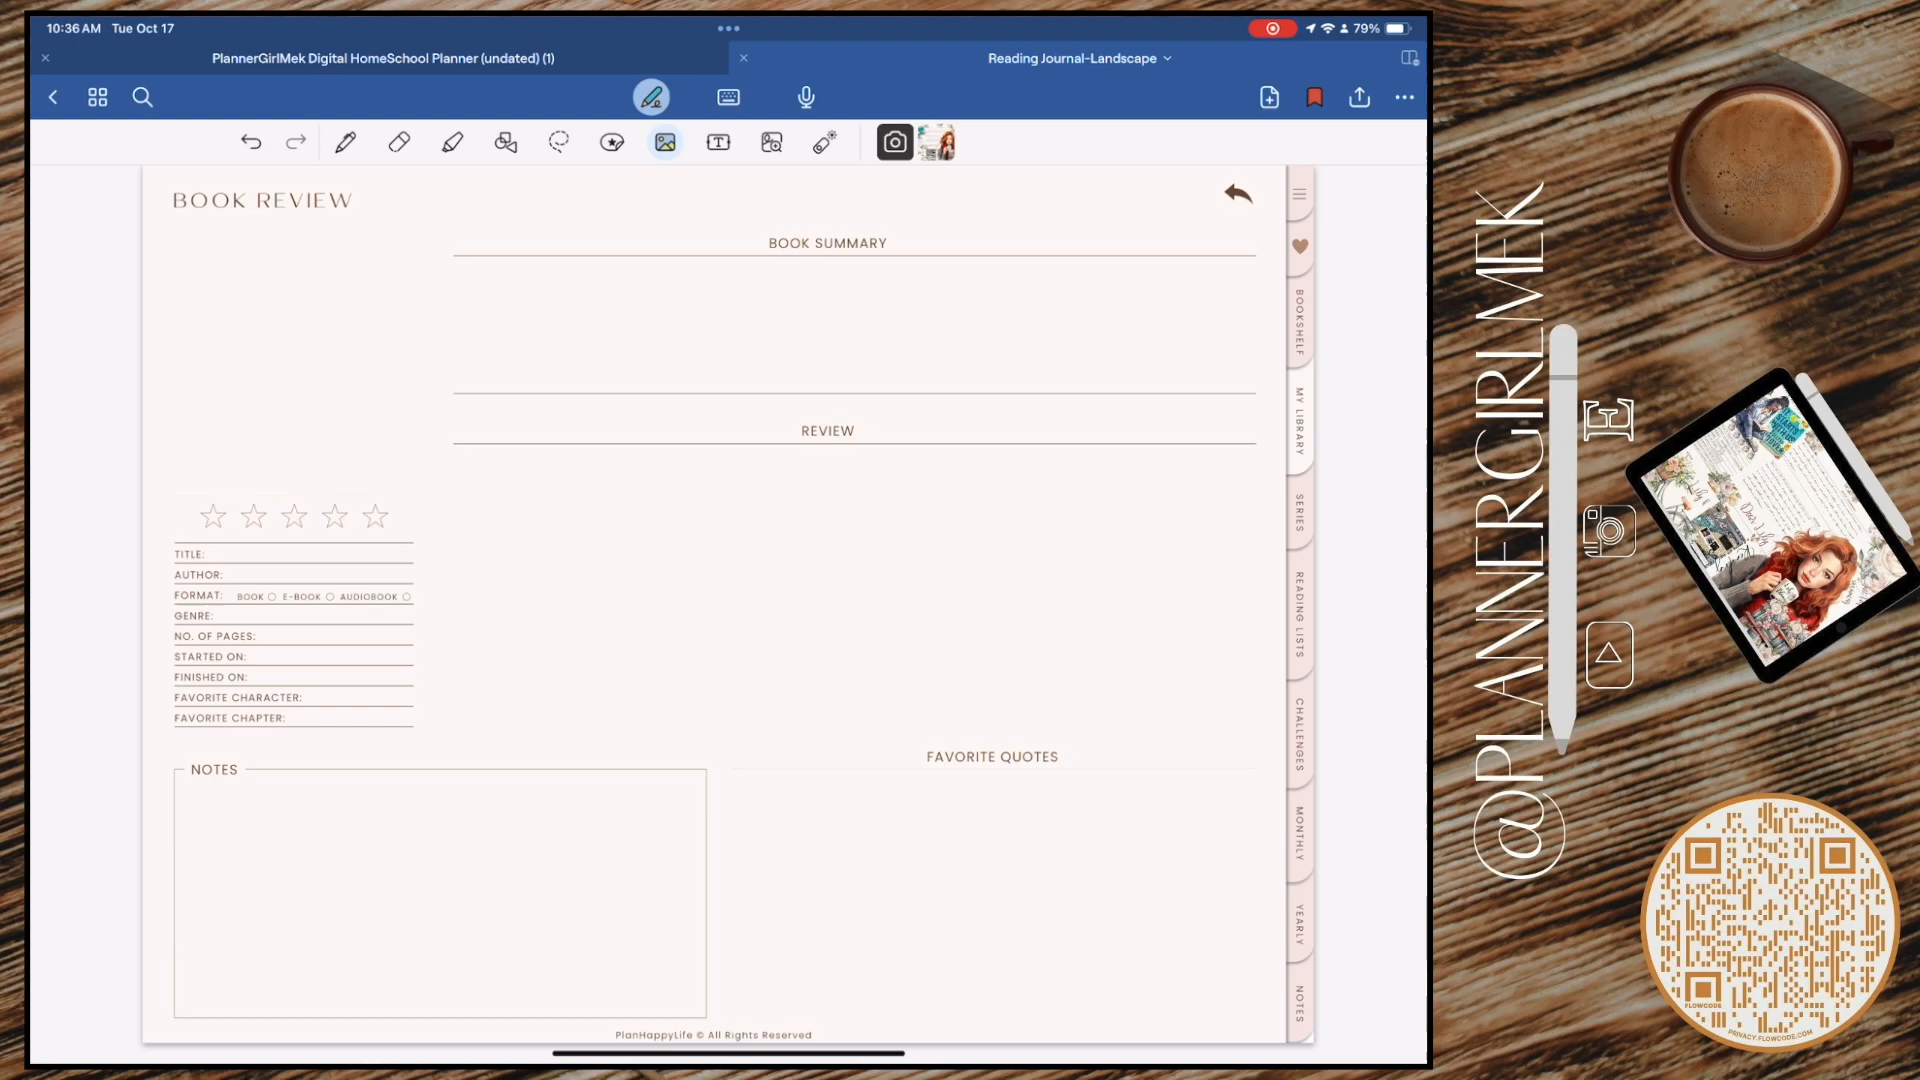 10:36 AM Tue Oct 17
79%
PlannerGirlMek Digital HomeSchool Planner (undated) (1)
Reading Journal-Landscape
BOOK REVIEW
BOOK SUMMARY
REVIEW
TITLE:
AUTHOR:
FORMAT: BOOK E-BOOK AUDIOBOOK
GENRE:
NO. OF PAGES:
STARTED ON:
FINISHED ON:
FAVORITE CHARACTER:
FAVORITE CHAPTER:
NOTES
FAVORITE QUOTES
PlanHappyLife © All Rights Reserved
BOOKSHELF
MY LIBRARY
SERIES
READING LISTS
CHALLENGES
MONTHLY
YEARLY
NOTES
@PLANNERGIRLMEK
E
FLOWCODE
PRIVACY.FLOWCODE.COM